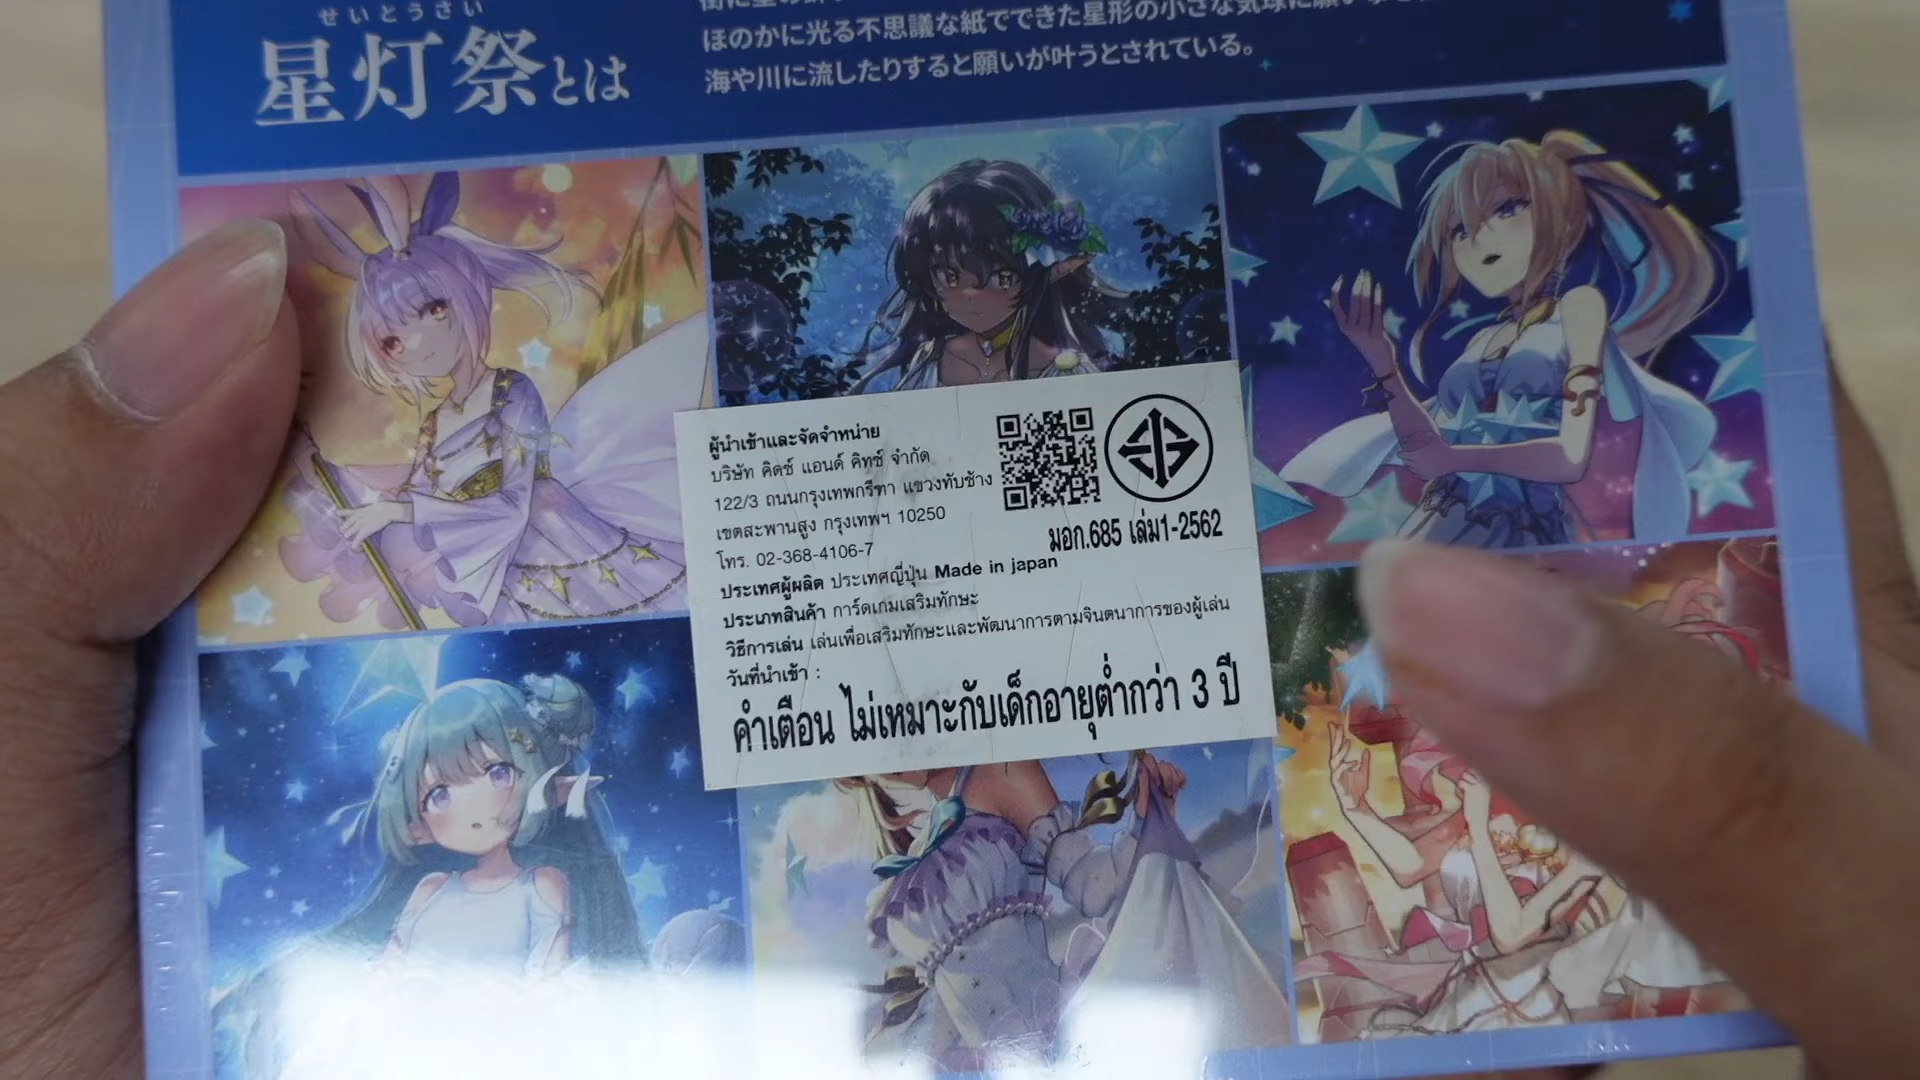 せいとうさい
星灯祭とは
ほのかに光る不思議な紙でできた星形の小さな気球に願い事を
海や川に流したりすると願いが叶うとされている。
ผู้นำเข้าและจัดจำหน่าย
บริษัท คิดซ์ แอนด์ คิทซ์ จำกัด
122/3 ถนนกรุงเทพกรีฑา แขวงทับช้าง
เขตสะพานสูง กรุงเทพฯ 10250
โทร. 02-368-4106-7
มอก.685 เล่ม1-2562
ประเทศผู้ผลิต ประเทศญี่ปุ่น Made in japan
ประเภทสินค้า การ์ดเกมเสริมทักษะ
วิธีการเล่น เล่นเพื่อเสริมทักษะและพัฒนาการตามจินตนาการของผู้เล่น
วันที่นำเข้า :
คำเตือน ไม่เหมาะกับเด็กอายุต่ำกว่า 3 ปี